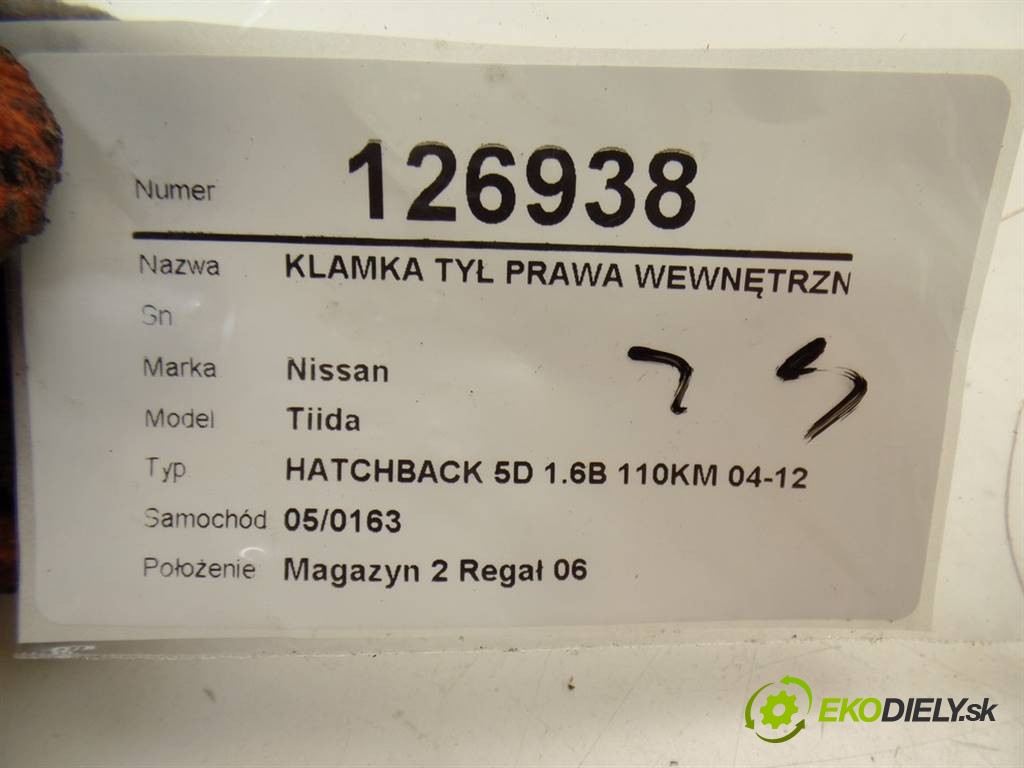 Numer 126938
Nazwa KLAMKA TYŁ PRAWA WEWNĘTRZN
Sn
Marka Nissan
Model Tiida
Typ HATCHBACK 5D 1.6B 110KM 04-12
Samochód 05/0163
Położenie Magazyn 2 Regał 06
EKODIELY.sk